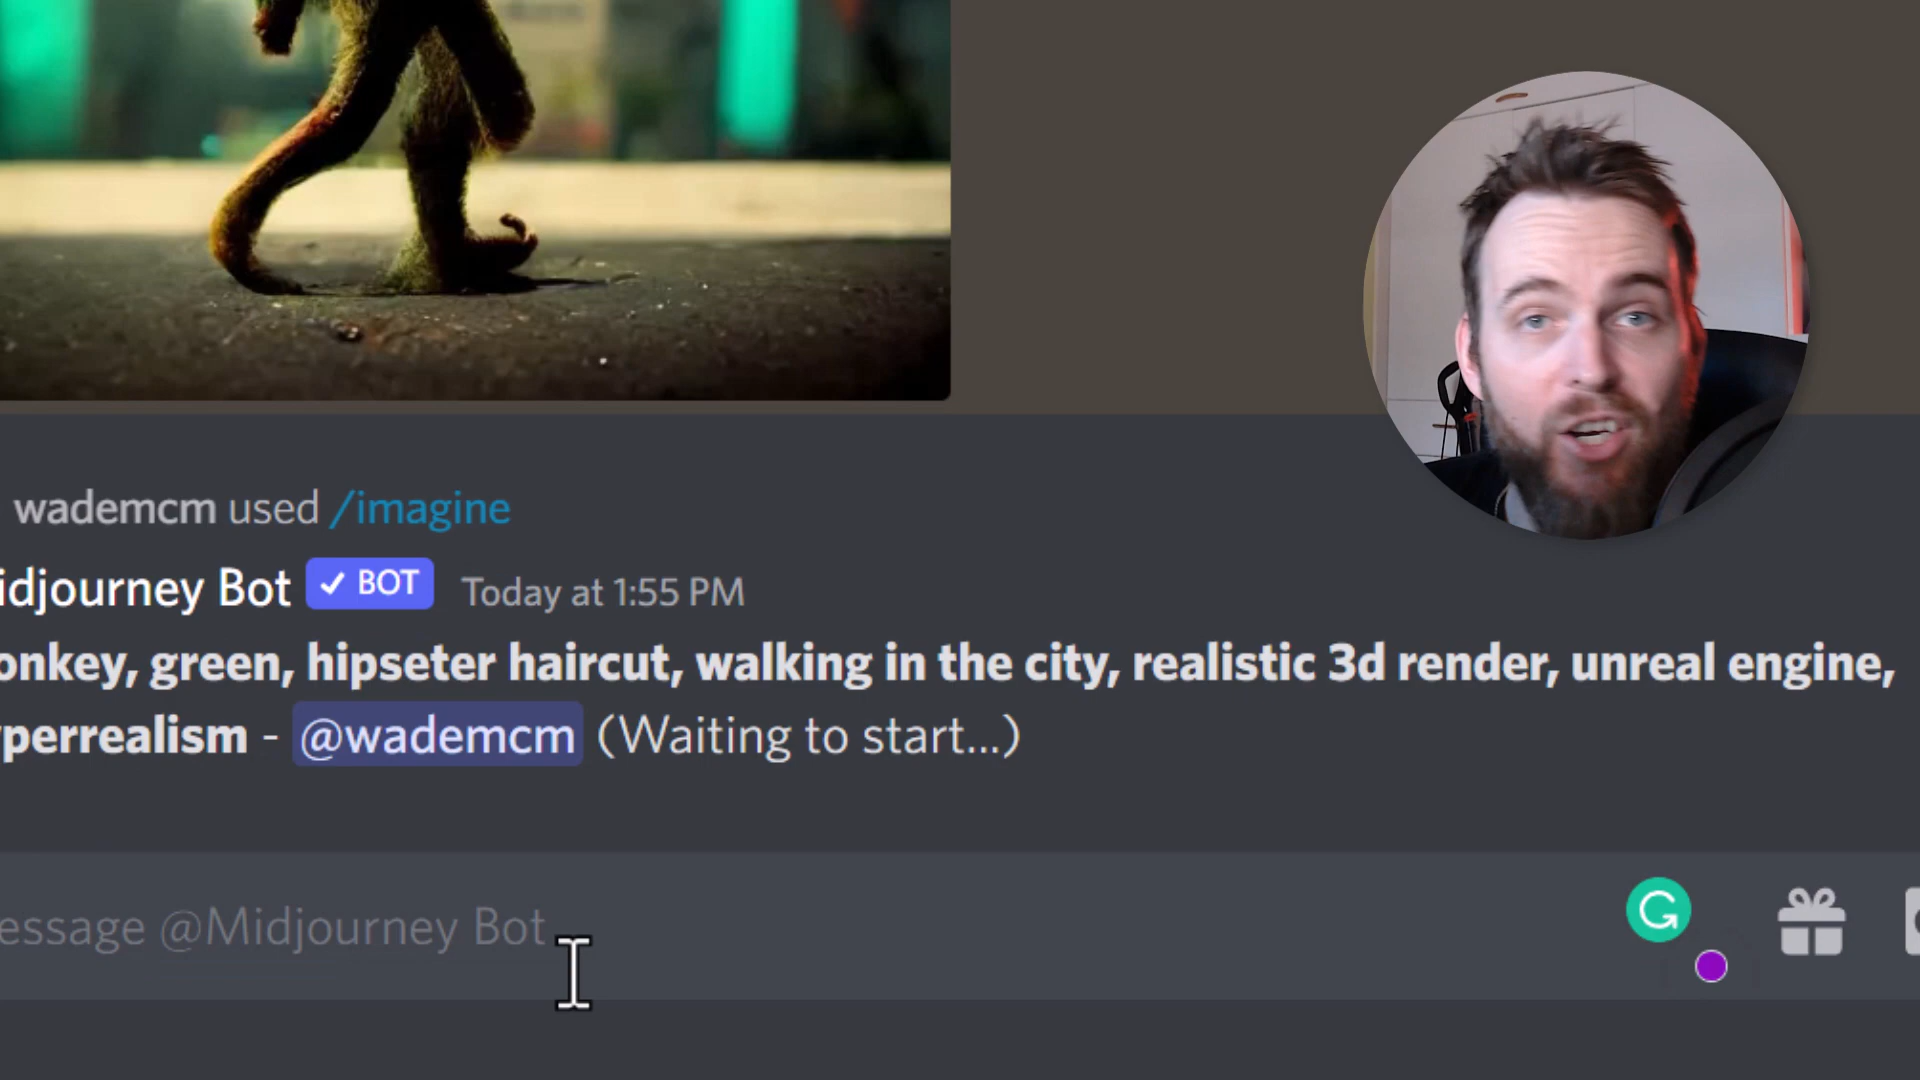 wademcm used /imagine
idjourney Bot ✓ BOT Today at 1:55 PM
onkey, green, hipseter haircut, walking in the city, realistic 3d render, unreal engine,
perrealism - @wademcm (Waiting to start...)
essage @Midjourney Bot